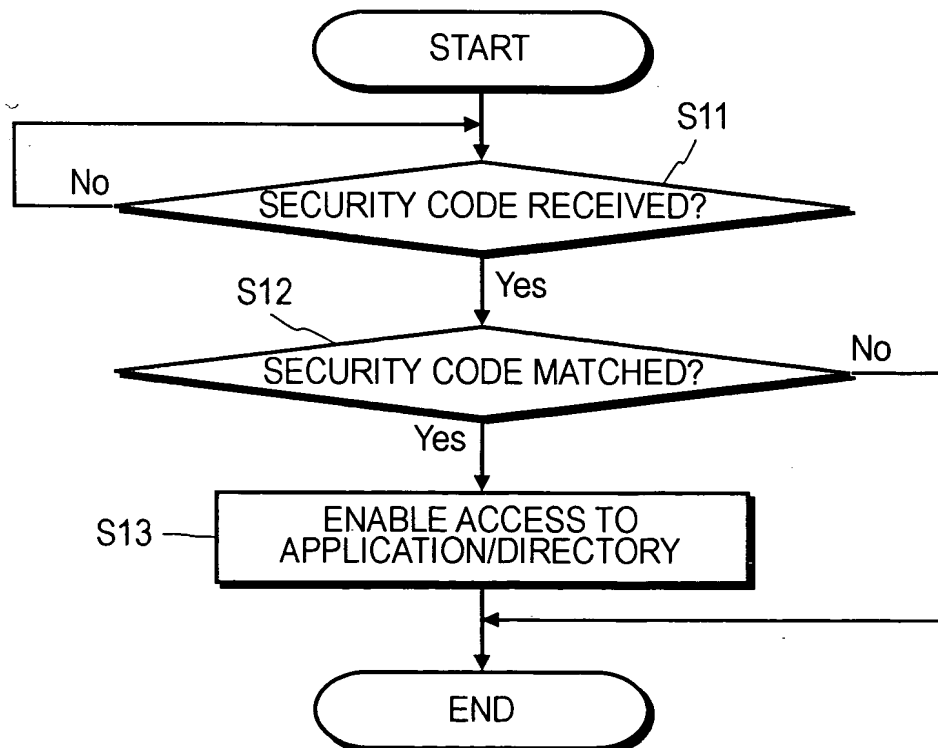 START
S11
No
SECURITY CODE RECEIVED?
Yes
S12
No
SECURITY CODE MATCHED?
Yes
S13
ENABLE ACCESS TO
APPLICATION/DIRECTORY
END